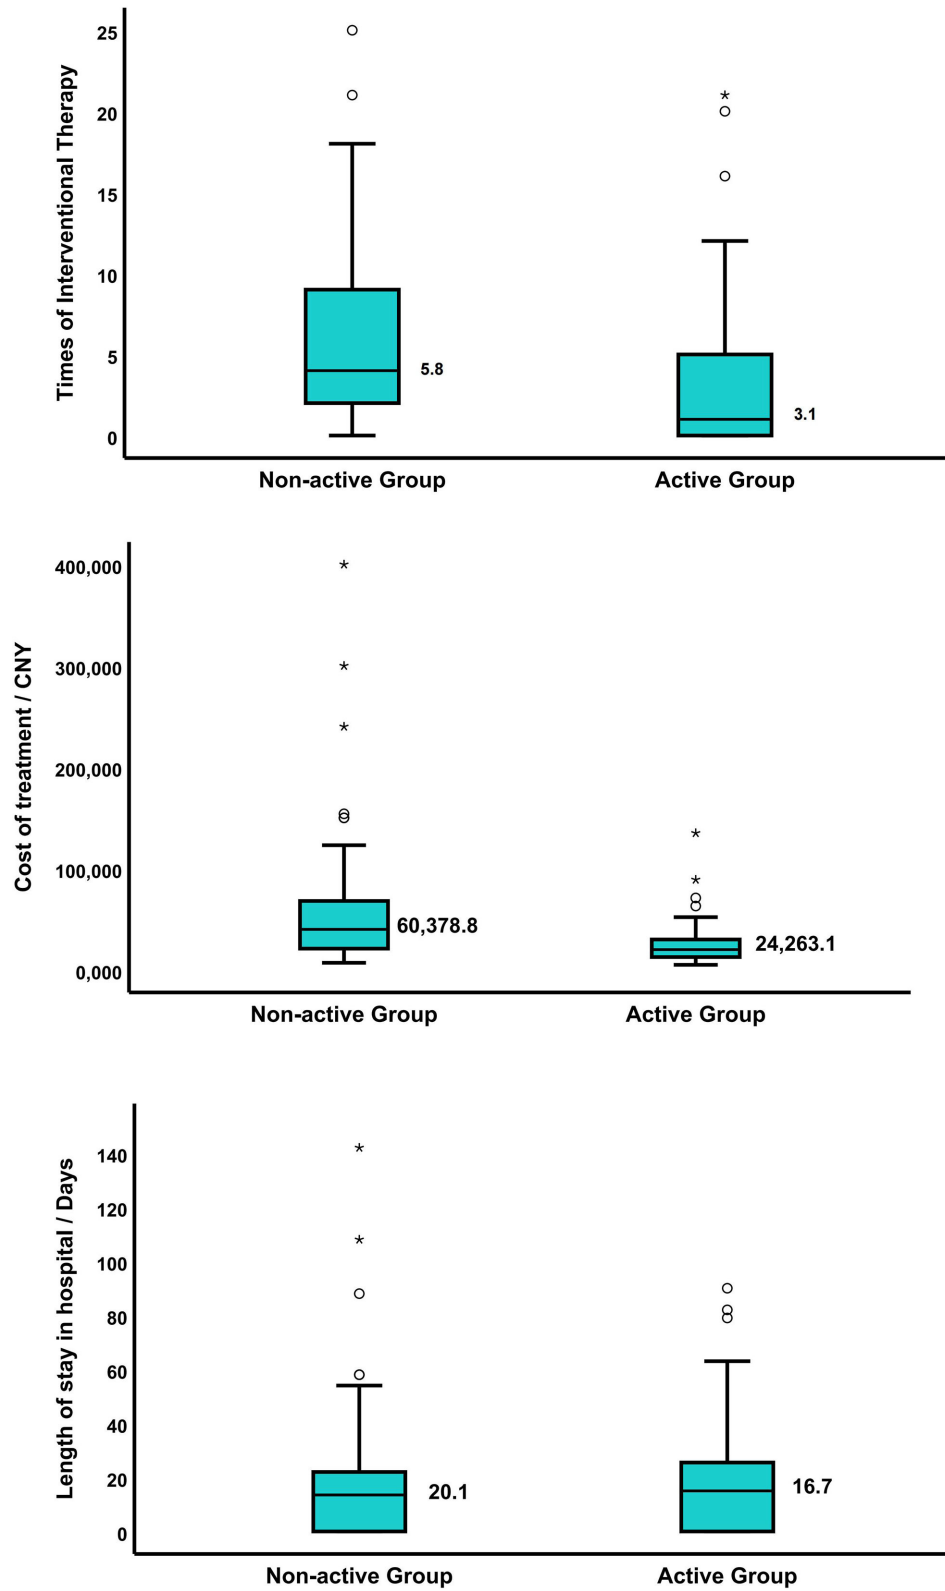 Times of Interventional Therapy
25
20
15
10
5
0
5.8
3.1
Non-active Group
Active Group
Cost of treatment / CNY
400,000
300,000
200,000
100,000
0,000
60,378.8
24,263.1
Non-active Group
Active Group
Length of stay in hospital / Days
140
120
100
80
60
40
20
0
20.1
16.7
Non-active Group
Active Group